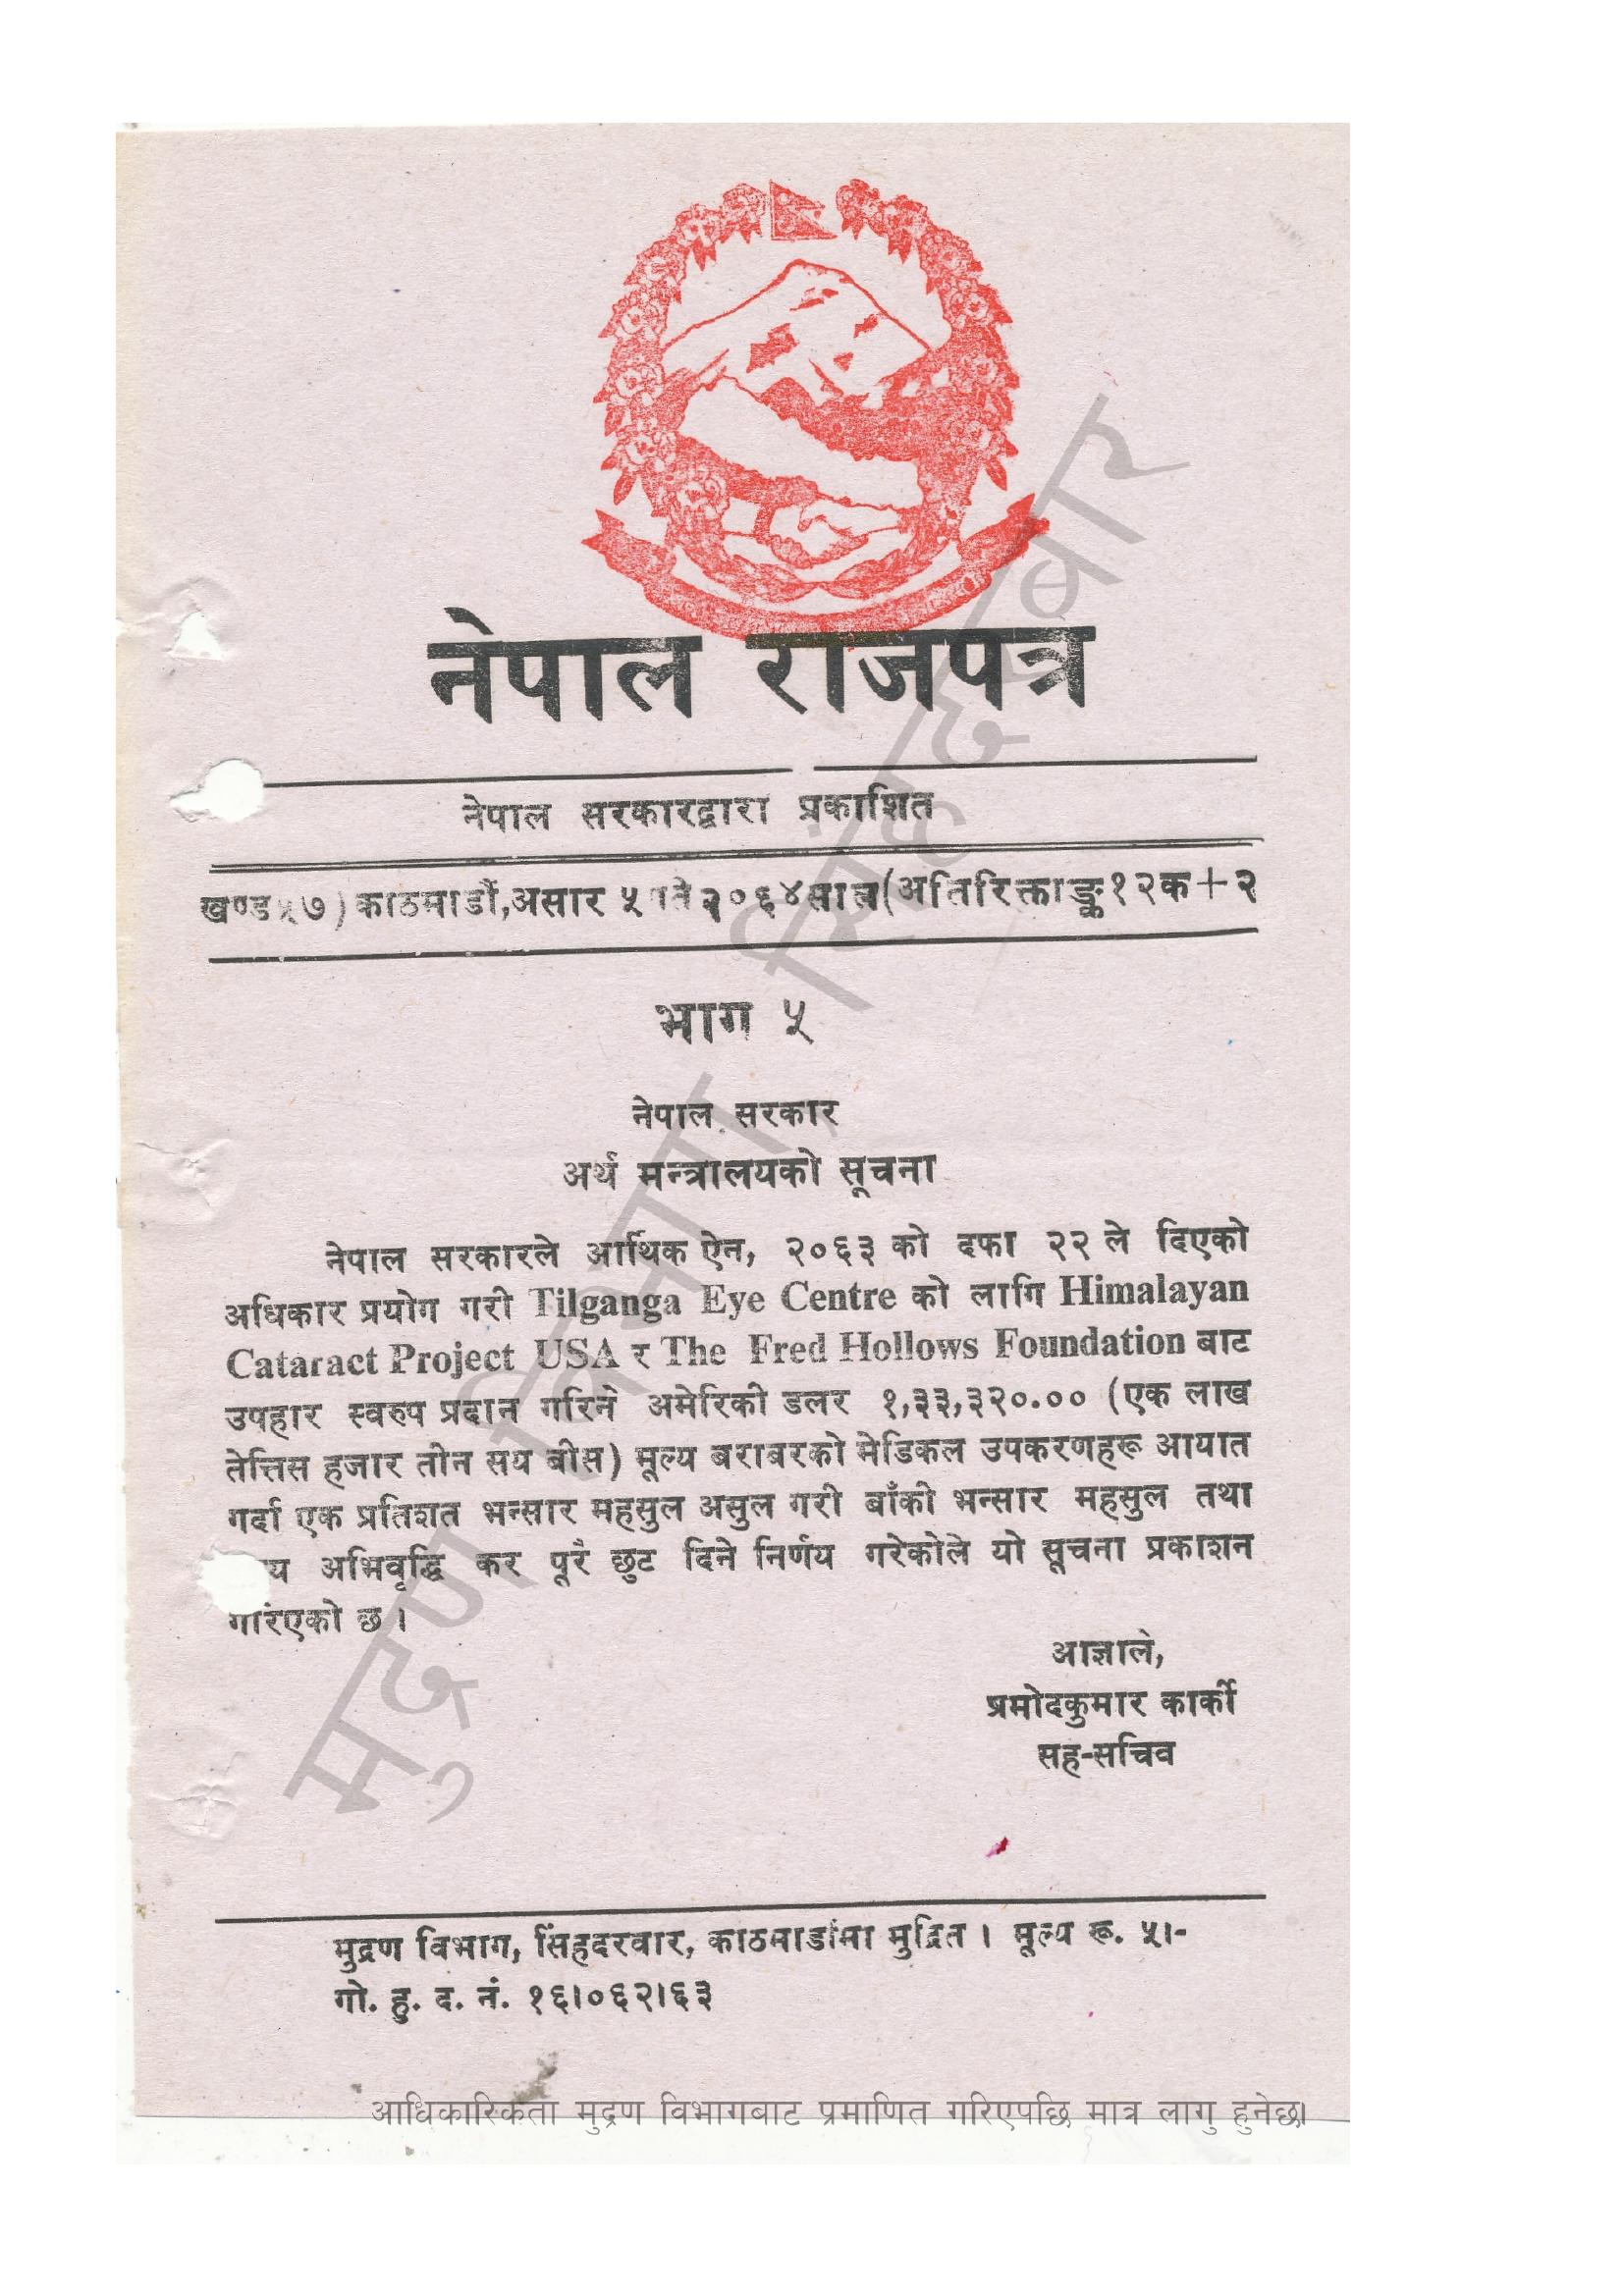 नेपाल राजपत्र
नेपाल सरकारद्वारा प्रकाशित
खण्ड ५७) काठमाडौं, असार ५ गते २०६४ साल (अतिरिक्ताङ्क १२क+२
भाग ५
नेपाल सरकार
अर्थ मन्त्रालयको सूचना
नेपाल सरकारले आर्थिक ऐन, २०६३ को दफा २२ ले दिएको
अधिकार प्रयोग गरी Tilganga Eye Centre को लागि Himalayan
Cataract Project USA र The Fred Hollows Foundation बाट
उपहार स्वरुप प्रदान गरिने अमेरिकी डलर १,३३,३२०.०० (एक लाख
तेत्तिस हजार तीन सय बीस) मूल्य बराबरको मेडिकल उपकरणहरू आयात
गर्दा एक प्रतिशत भन्सार महसुल असुल गरी बाँकी भन्सार महसुल तथा
अभिवृद्धि कर पूरै छुट दिने निर्णय गरेकोले यो सूचना प्रकाशन
गरिएको छ ।
आज्ञाले,
प्रमोदकुमार कार्की
सह-सचिव
मुद्रण विभाग, सिंहदरवार, काठमाडौंमा मुद्रित । मूल्य रू. ५।-
गो. हु. द. नं. १६।०६२।६३
आधिकारिकता मुद्रण विभागबाट प्रमाणित गरिएपछि मात्र लागु हुनेछ।
मुद्रण विभाग, सिंहदरवार